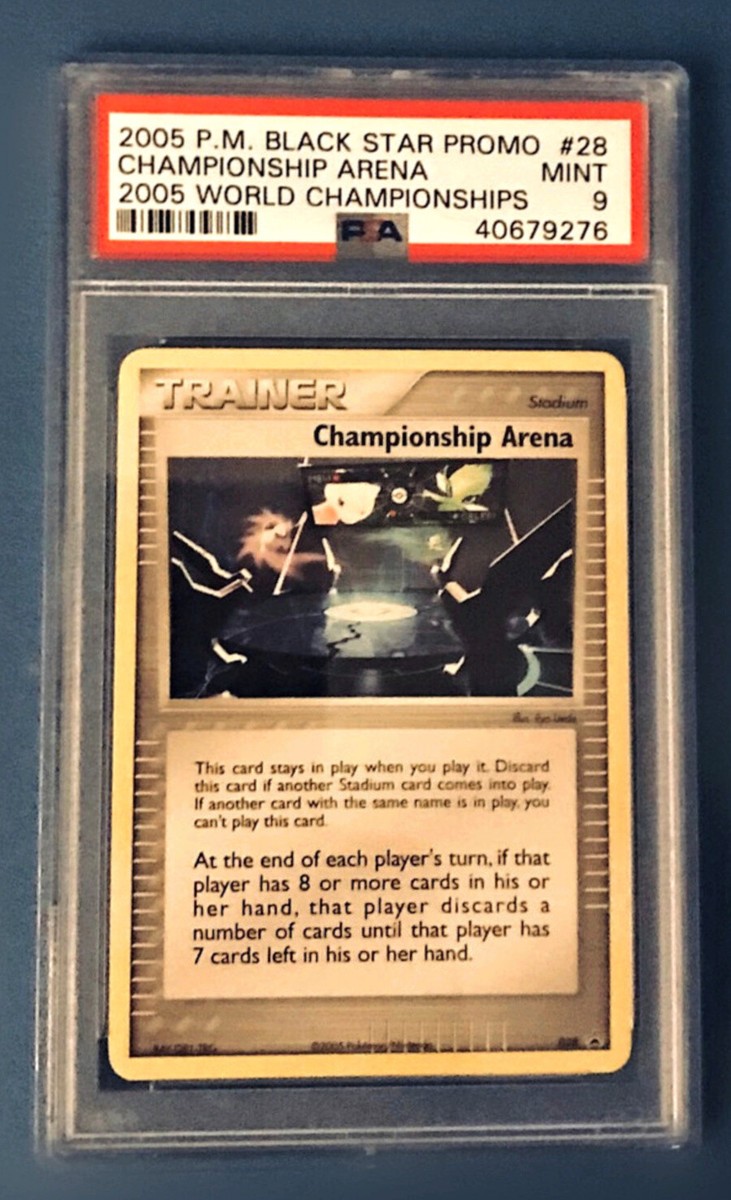 2005 P.M. BLACK STAR PROMO #28
CHAMPIONSHIP ARENA MINT
2005 WORLD CHAMPIONSHIPS 9
PSA 40679276
TRAINER
Stadium
Championship Arena
This card stays in play when you play it. Discard
this card if another Stadium card comes into play.
If another card with the same name is in play, you
can't play this card.
At the end of each player's turn, if that
player has 8 or more cards in his or
her hand, that player discards a
number of cards until that player has
7 cards left in his or her hand.
©2005 Pokémon/Nintendo
028